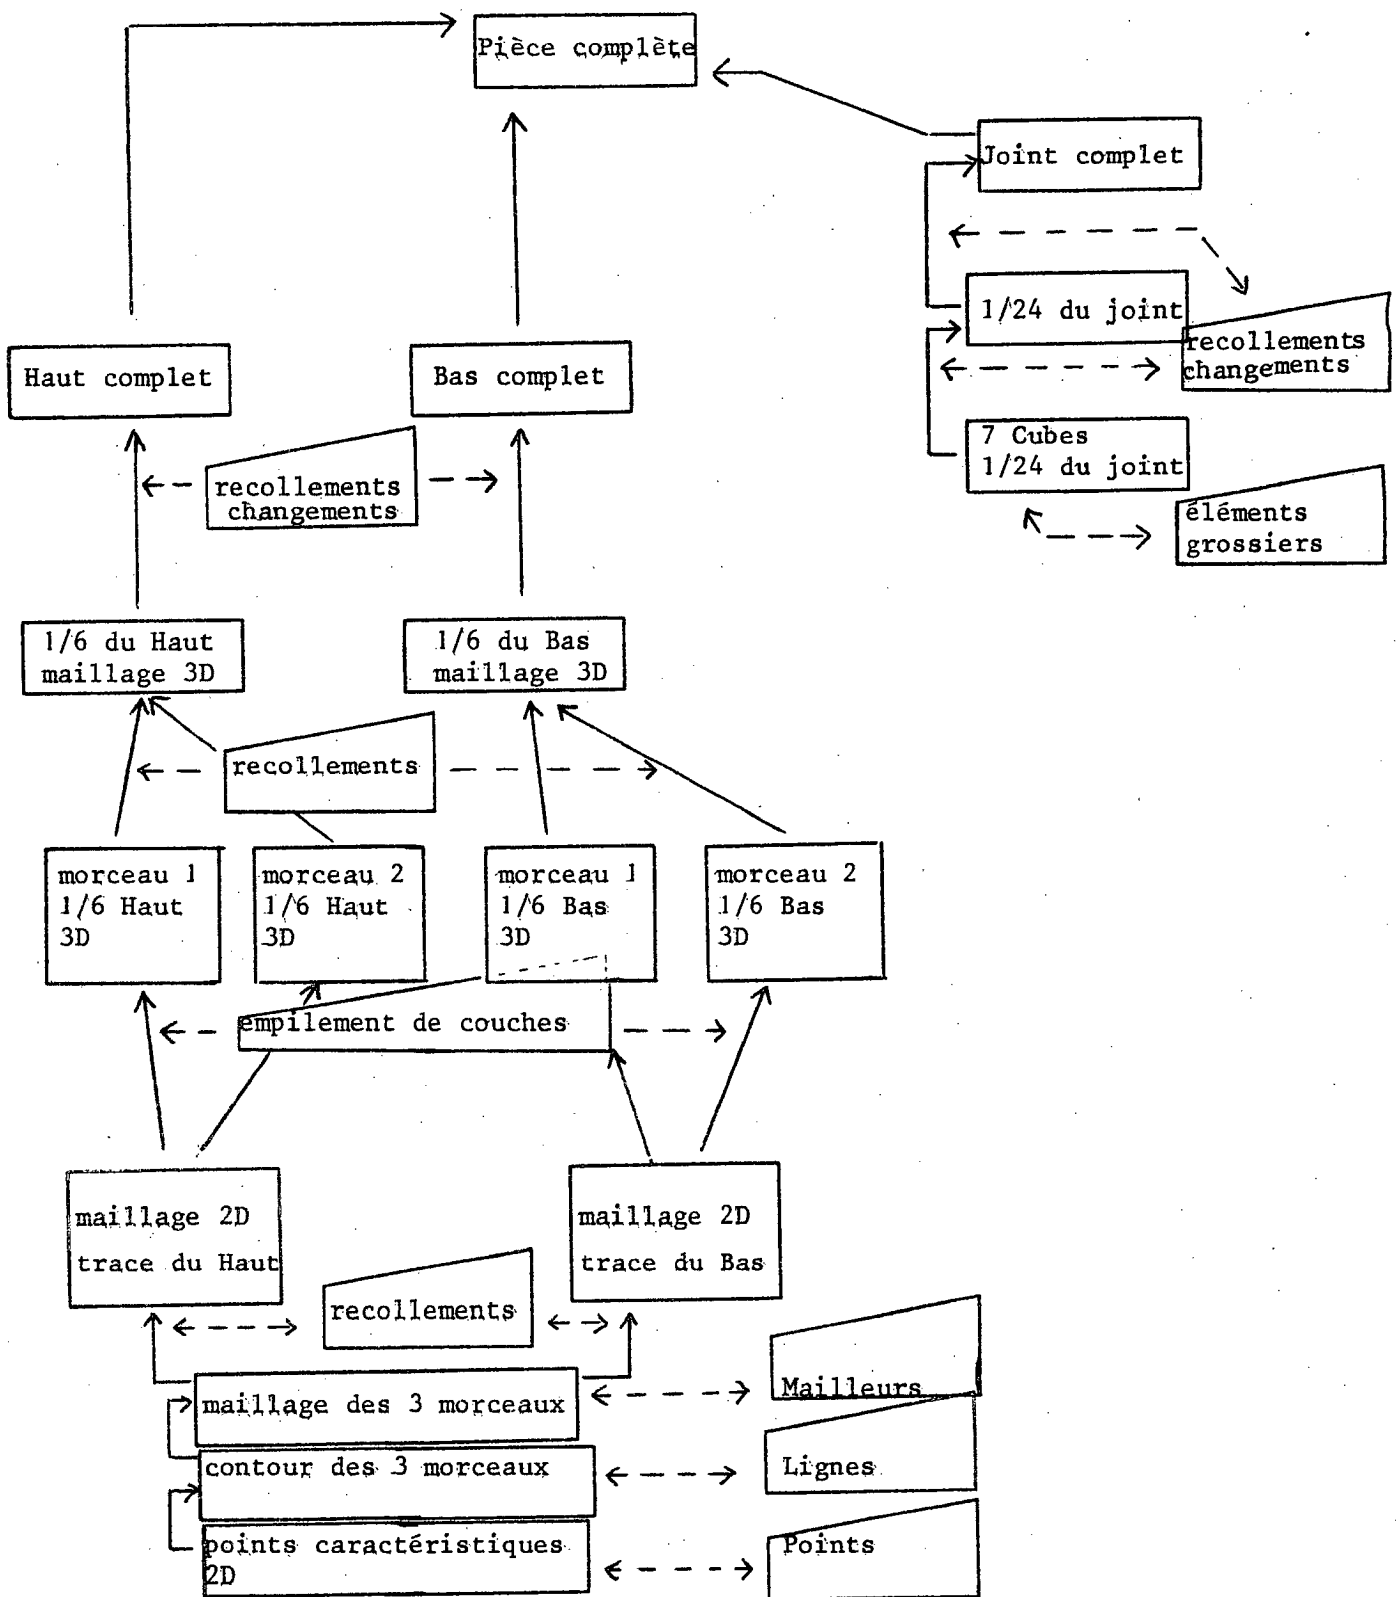 Pièce complète
Joint complet
1/24 du joint
recollements
changements
Haut complet
Bas complet
7 Cubes
1/24 du joint
recollements
changements
éléments
grossiers
1/6 du Haut
maillage 3D
1/6 du Bas
maillage 3D
recollements
morceau 1
1/6 Haut
3D
morceau 2
1/6 Haut
3D
morceau 1
1/6 Bas
3D
morceau 2
1/6 Bas
3D
empilement de couches
maillage 2D
trace du Haut
maillage 2D
trace du Bas
recollements
maillage des 3 morceaux
Mailleurs
contour des 3 morceaux
Lignes
points caractéristiques
2D
Points